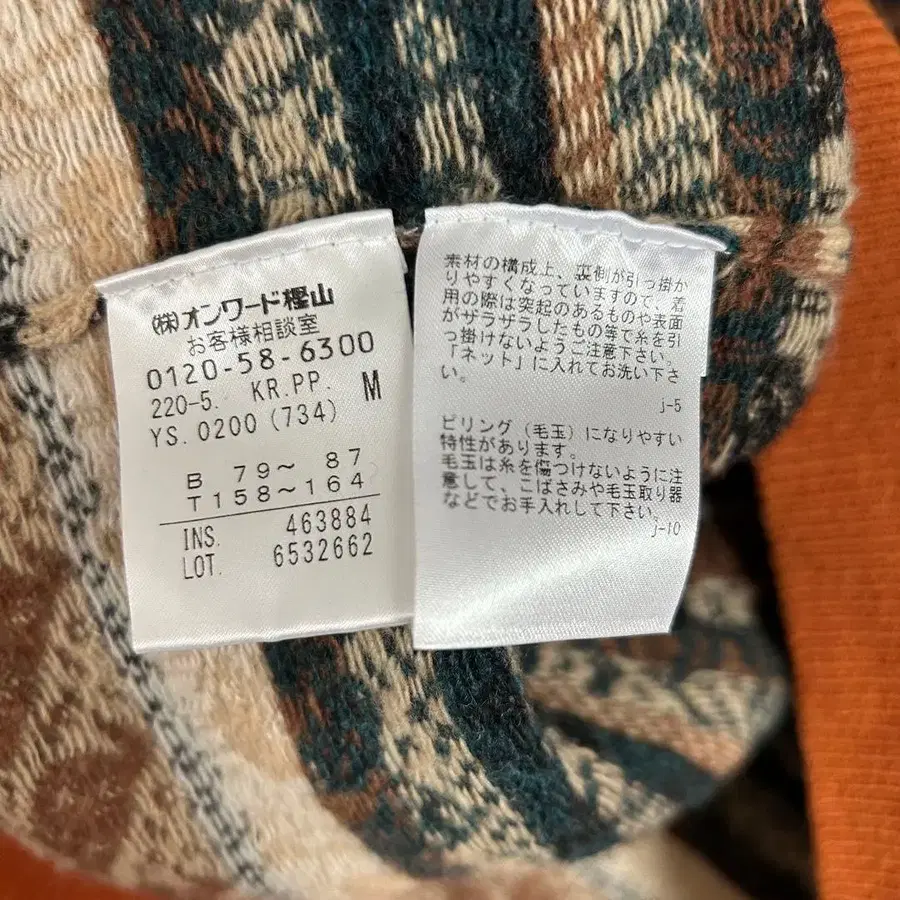 ㈱オンワード樫山
お客様相談室
0120-58-6300
220-5. KR.PP. M
YS. 0200 (734)
B 79～ 87
T 158～164
INS. 463884
LOT. 6532662
素材の構成上、裏側が引っ掛か
りやすくなっていますので、着
用の際は突起のあるものや表面
がザラザラしたもの等で糸を引
っ掛けないようご注意下さい。
「ネット」に入れてお洗い下さ
い。
j-5
ピリング（毛玉）になりやすい
特性があります。
毛玉は糸を傷つけないように注
意して、こばさみや毛玉取り器
などでお手入れして下さい。
j-10